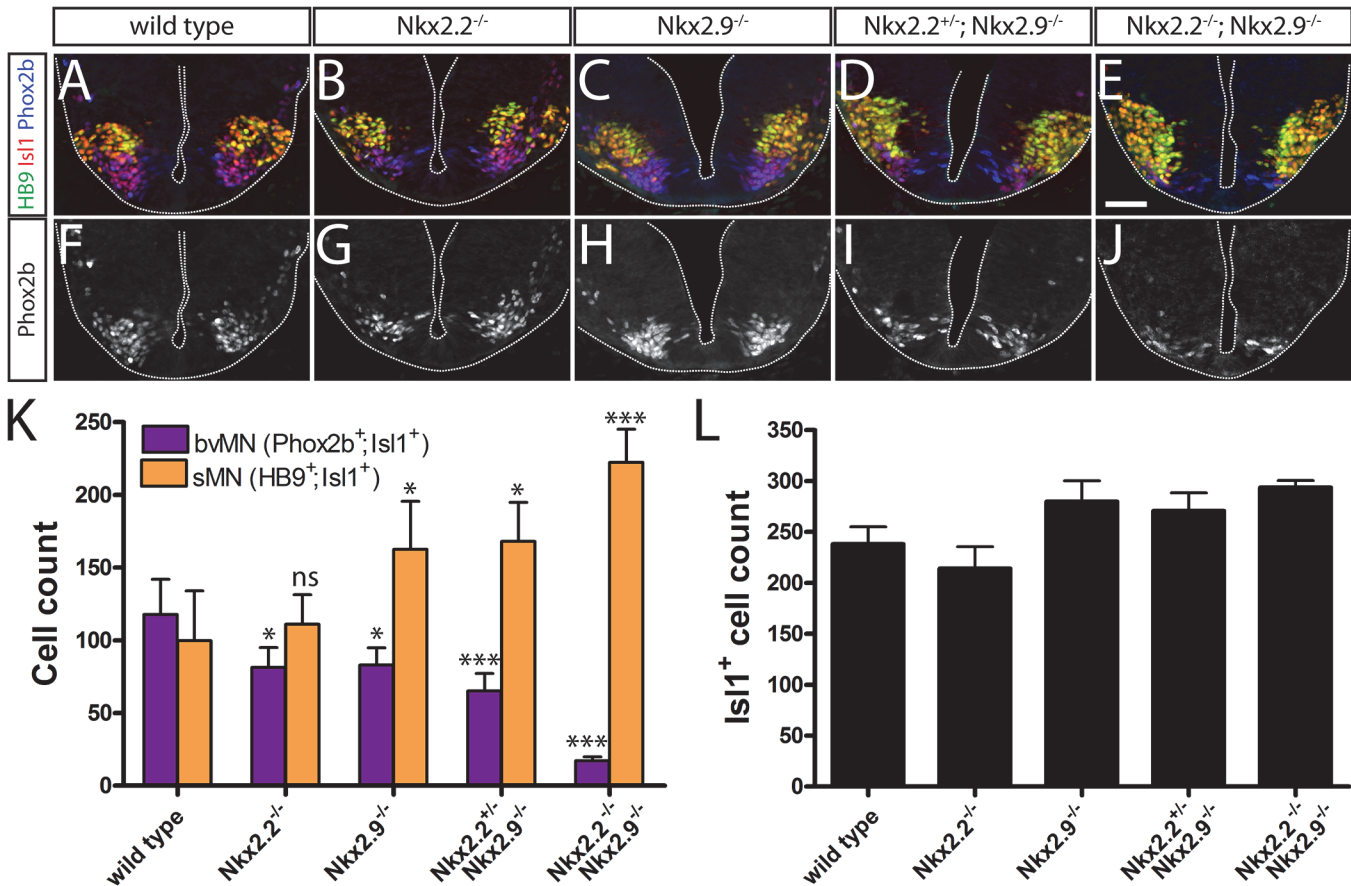 wild type
Nkx2.2-/-
Nkx2.9-/-
Nkx2.2+/-; Nkx2.9-/-
Nkx2.2-/-; Nkx2.9-/-
HB9 Isl1 Phox2b
A
B
C
D
E
Phox2b
F
G
H
I
J
K
Cell count
250
200
150
100
50
0
bvMN (Phox2b+;Isl1+)
sMN (HB9+;Isl1+)
*
ns
*
*
***
*
***
***
wild type
Nkx2.2-/-
Nkx2.9-/-
Nkx2.2+/-
Nkx2.9-/-
Nkx2.2-/-
Nkx2.9-/-
L
Isl1+ cell count
350
300
250
200
150
100
50
0
wild type
Nkx2.2-/-
Nkx2.9-/-
Nkx2.2+/-
Nkx2.9-/-
Nkx2.2-/-
Nkx2.9-/-